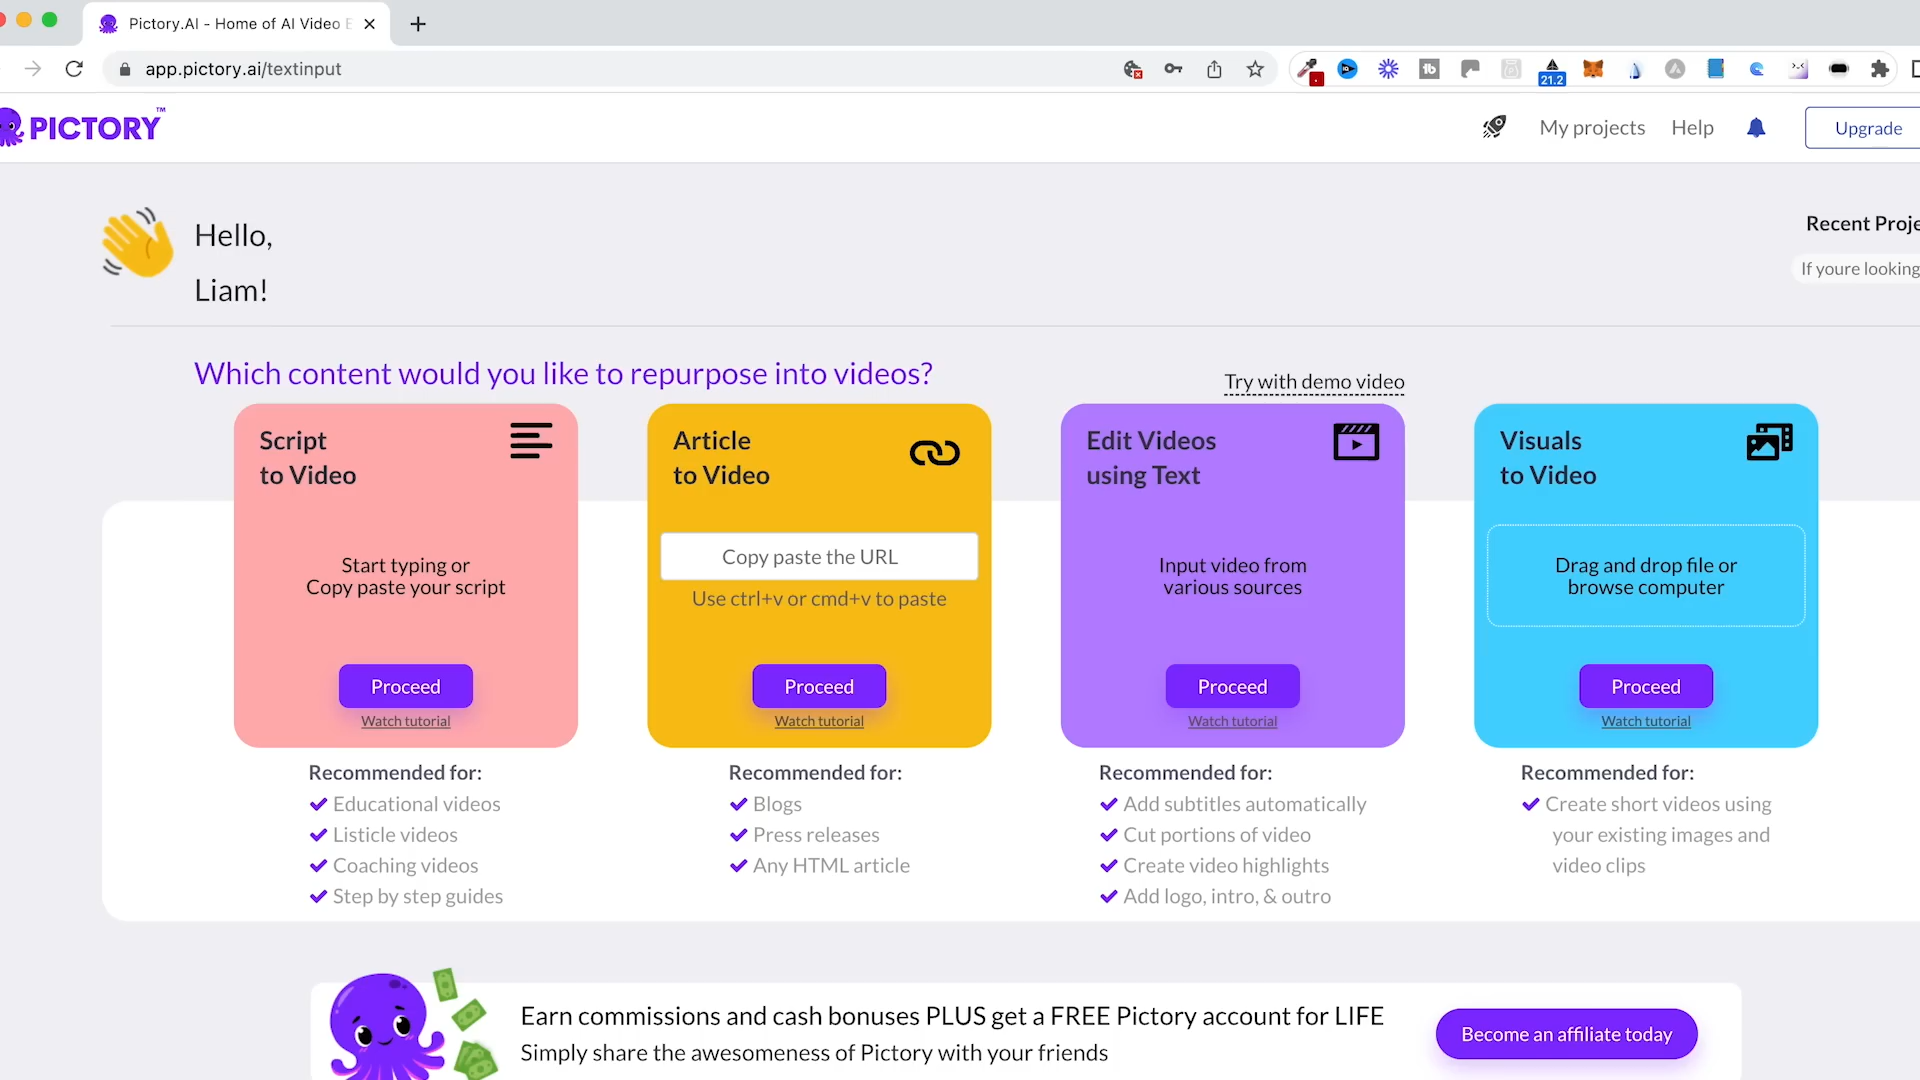 Pictory.AI - Home of AI Video E
app.pictory.ai/textinput
21.2
PICTORY™
My projects
Help
Upgrade
Hello,
Liam!
Recent Proje
If youre looking
Which content would you like to repurpose into videos?
Try with demo video
Script
to Video
Start typing or
Copy paste your script
Proceed
Watch tutorial
Recommended for:
Educational videos
Listicle videos
Coaching videos
Step by step guides
Article
to Video
Copy paste the URL
Use ctrl+v or cmd+v to paste
Proceed
Watch tutorial
Recommended for:
Blogs
Press releases
Any HTML article
Edit Videos
using Text
Input video from
various sources
Proceed
Watch tutorial
Recommended for:
Add subtitles automatically
Cut portions of video
Create video highlights
Add logo, intro, & outro
Visuals
to Video
Drag and drop file or
browse computer
Proceed
Watch tutorial
Recommended for:
Create short videos using
your existing images and
video clips
Earn commissions and cash bonuses PLUS get a FREE Pictory account for LIFE
Simply share the awesomeness of Pictory with your friends
Become an affiliate today